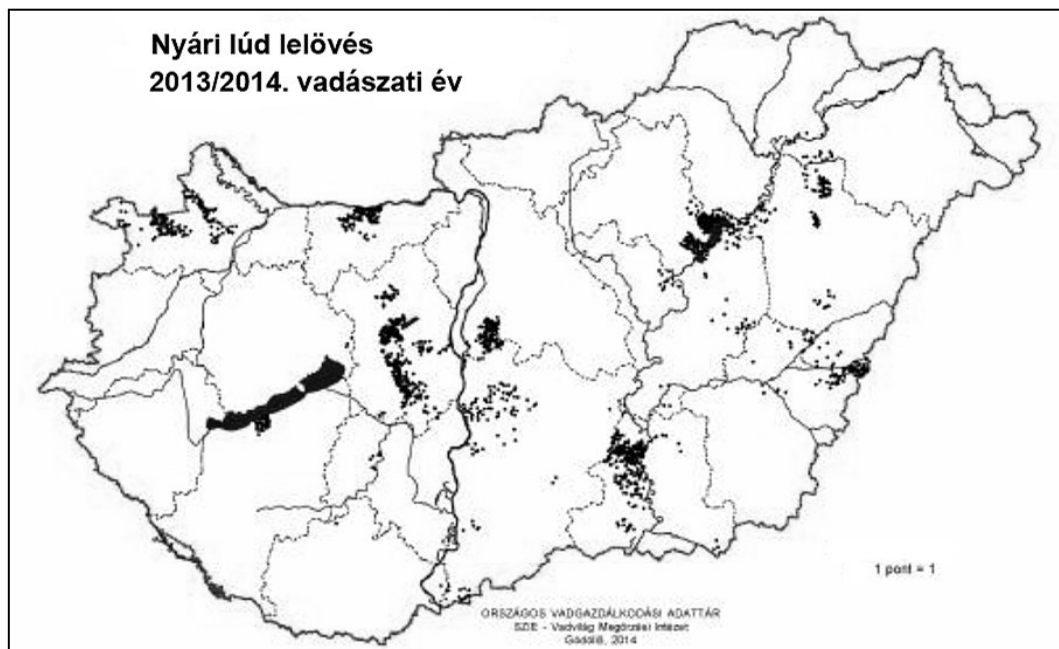 Nyári lúd lelövés
2013/2014. vadászati év
1 pont = 1
ORSZÁGOS VADGAZDÁLKODÁSI ADATTÁR
SZIE - Vadvilág Megőrzési Intézet
Gödöllő, 2014